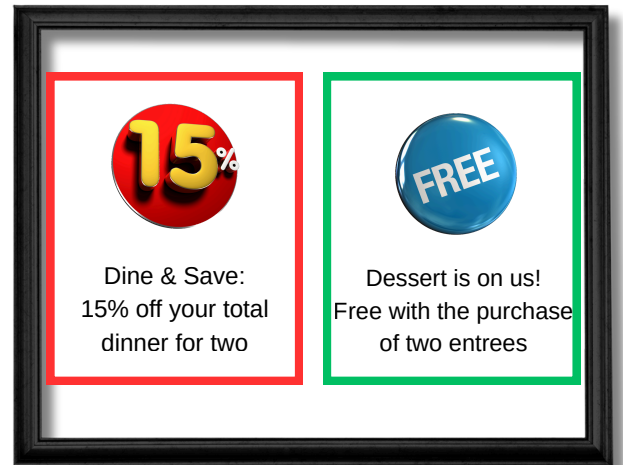 15%
Dine & Save:
15% off your total
dinner for two
FREE
Dessert is on us!
Free with the purchase
of two entrees